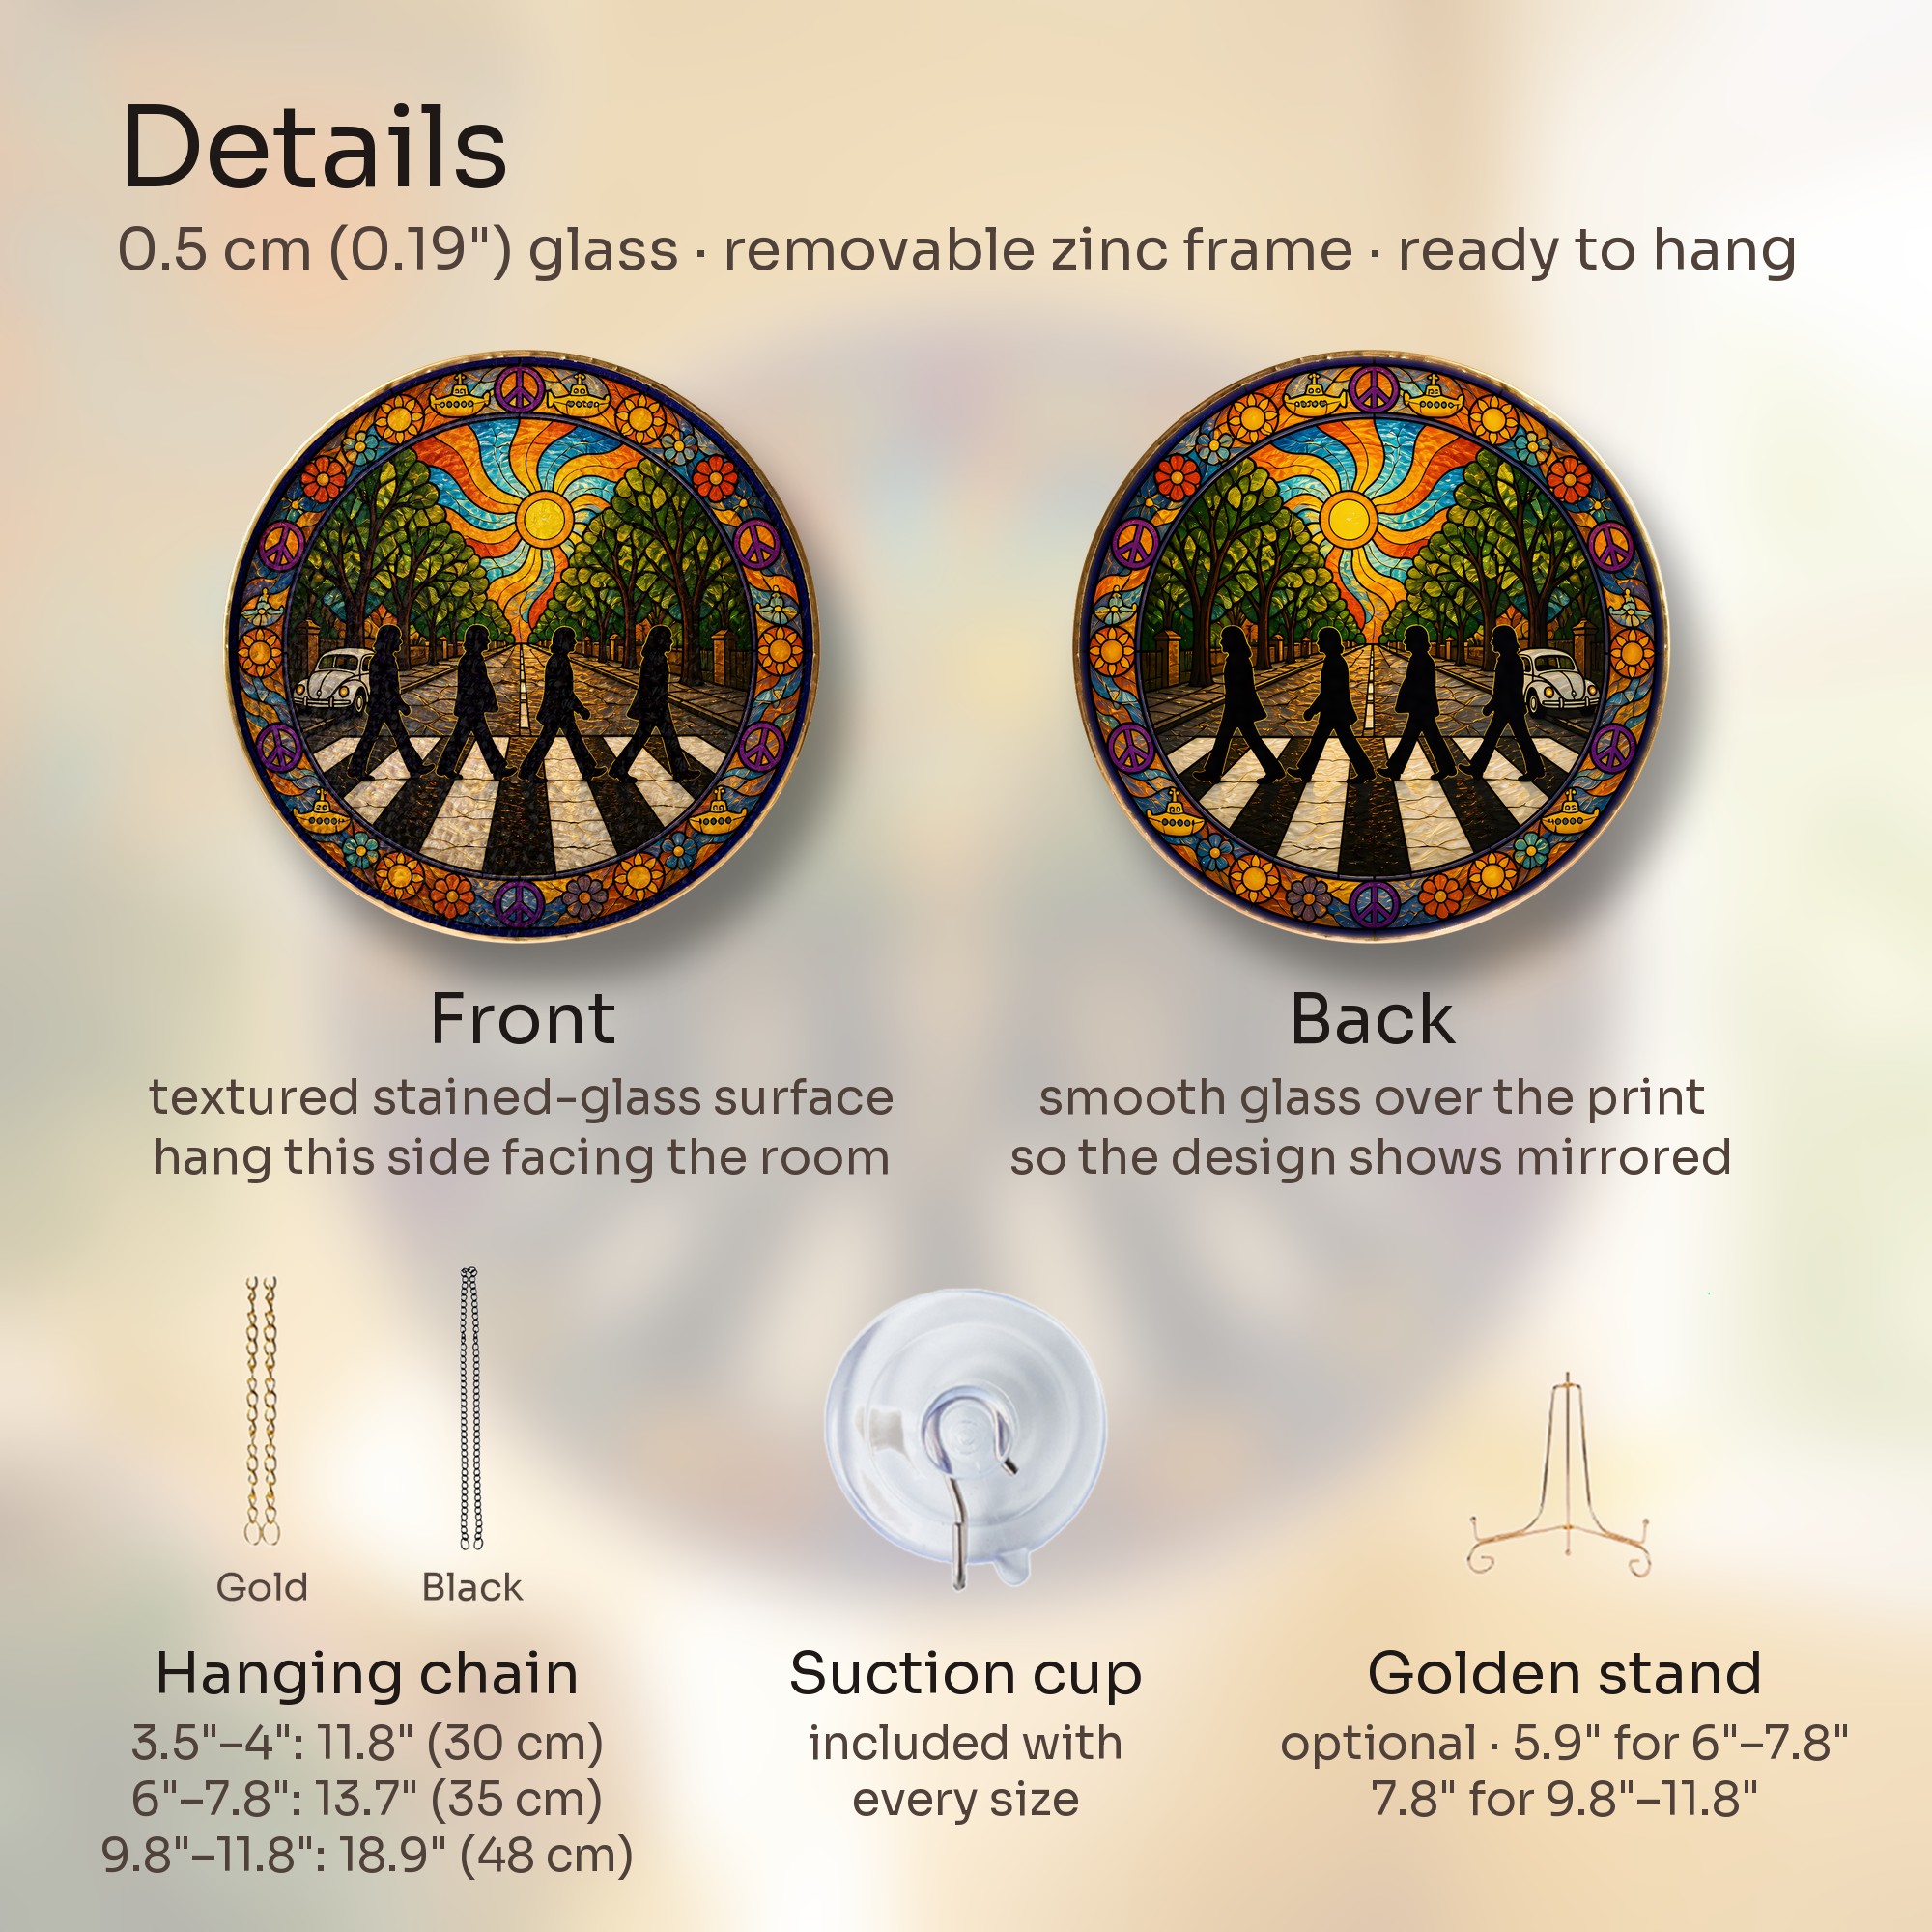 Details
0.5 cm (0.19") glass · removable zinc frame · ready to hang
Front
Back
textured stained-glass surface
hang this side facing the room
smooth glass over the print
so the design shows mirrored
Gold
Black
Hanging chain
3.5"–4": 11.8" (30 cm)
6"–7.8": 13.7" (35 cm)
9.8"–11.8": 18.9" (48 cm)
Suction cup
included with
every size
Golden stand
optional · 5.9" for 6"–7.8"
7.8" for 9.8"–11.8"